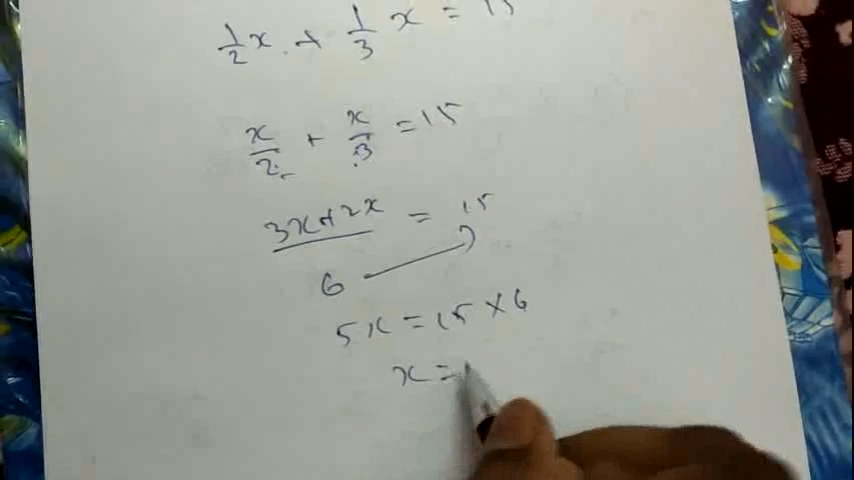 1/2 x + 1/3 x = 15
x/2 + x/3 = 15
3x+2x/6 = 15
5x = 15 × 6
x =